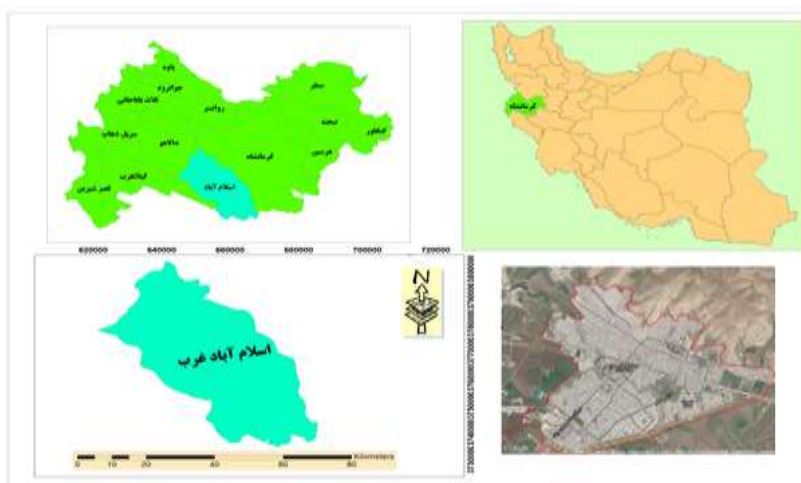 پاوه
جوانرود
ثلاث باباجانی
روانسر
سنقر
صحنه
کنگاور
سرپل ذهاب
دالاهو
کرمانشاه
هرسین
گیلانغرب
اسلام آباد
قصر شیرین
کرمانشاه
620000 640000 660000 680000 700000 720000
اسلام آباد غرب
N
0 5 10 20 40 60 80
Kilometers